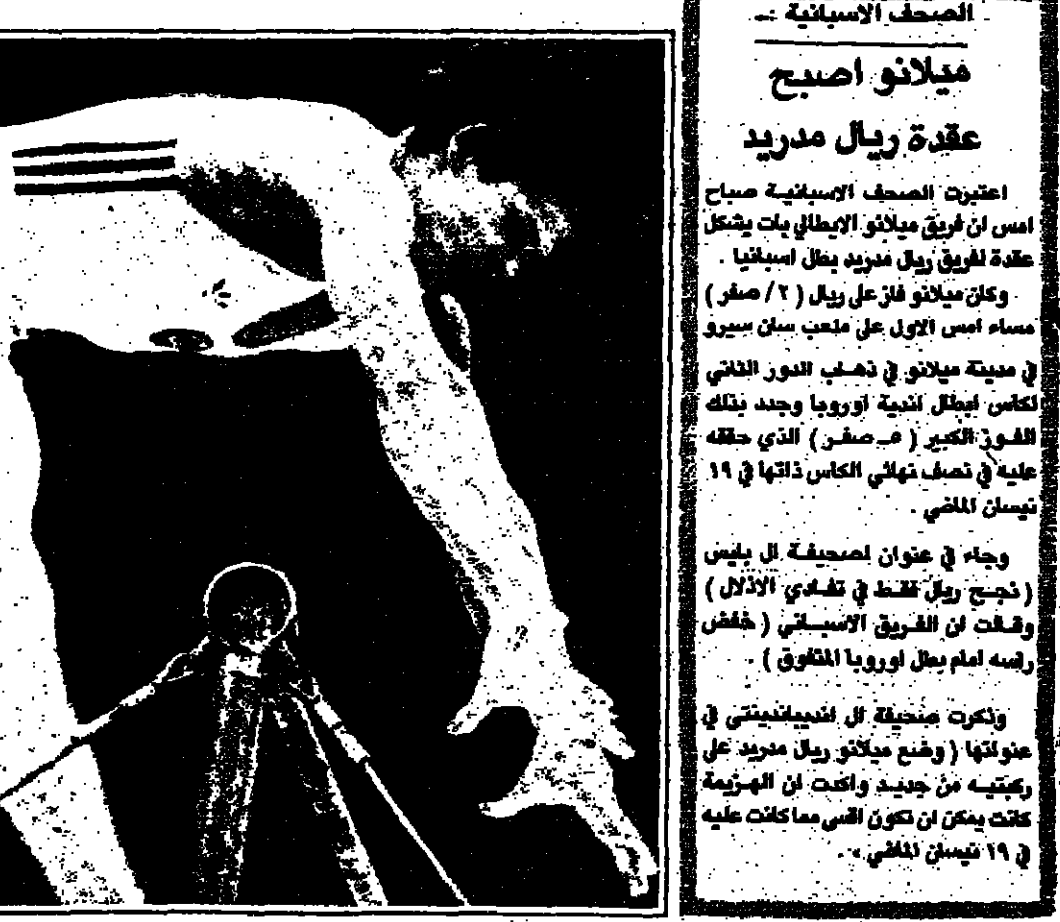 الصحف الاسبانية :ـ
ميلانو اصبح
عقدة ريال مدريد
اعتبرت الصحف الاسبانية صباح
امس ان فريق ميلانو الايطالي بات يشكل
عقدة لفريق ريال مدريد بطل اسبانيا .
وكان ميلانو فاز على ريال ( ٢ / صفر )
مساء امس الاول على ملعب سان سيرو
في مدينة ميلانو في ذهاب الدور الثاني
لكاس ابطال اندية اوروبا وجدد بذلك
الفوز الكبير ( ٥ ـ صفر ) الذي حققه
عليه في نصف نهائي الكاس ذاتها في ١٩
نيسان الماضي .
وجاء في عنوان لصحيفة ال بليس
( نجح ريال فقط في تفادي الاذلال )
وقالت ان الفريق الاسباني ( خفض
راسه امام بطل اوروبا المتفوق ) .
وذكرت صحيفة ال اندبياندينتي في
عنوانها ( وضع ميلانو ريال مدريد على
ركبتيه من جديد واكدت ان الهزيمة
كانت يمكن ان تكون اقسى مما كانت عليه
في ١٩ نيسان الماضي » .